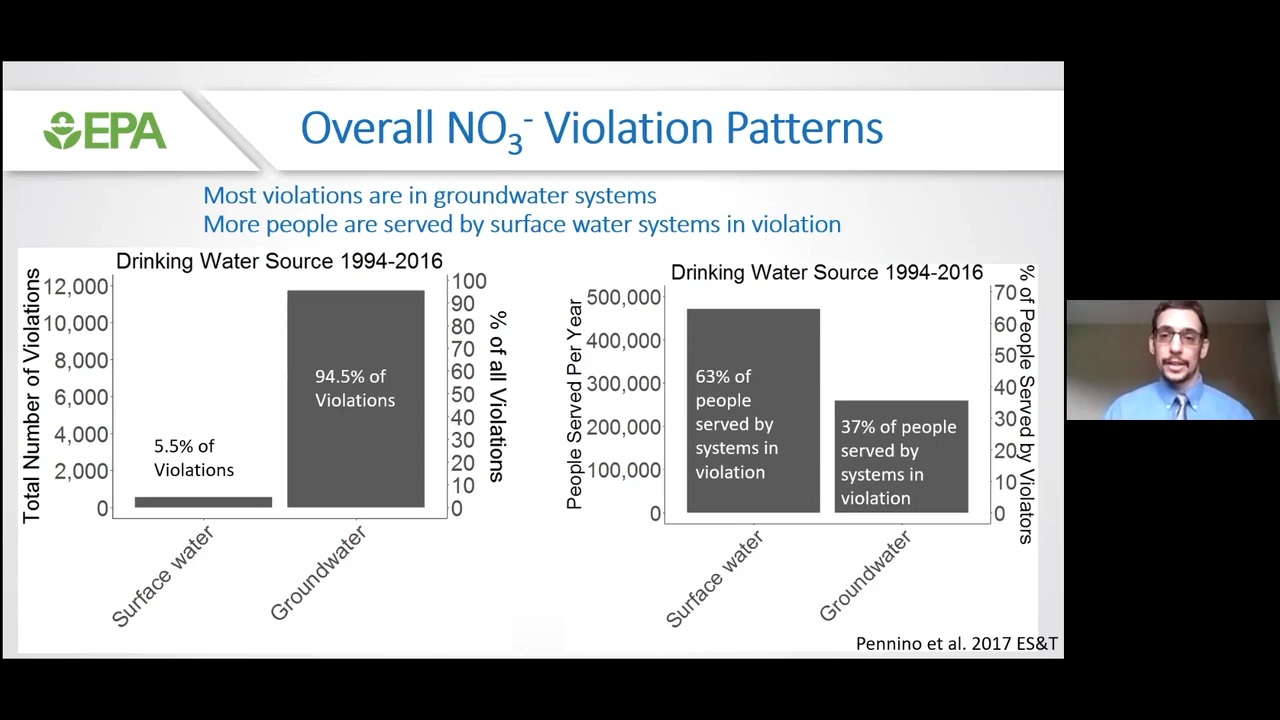 EPA
Overall NO₃⁻ Violation Patterns
Most violations are in groundwater systems
More people are served by surface water systems in violation
Drinking Water Source 1994-2016
Total Number of Violations
12,000
10,000
8,000
6,000
4,000
2,000
0
5.5% of
Violations
94.5% of
Violations
100
90
80
70
60
50
40
30
20
10
0
% of all Violations
Surface water
Groundwater
Drinking Water Source 1994-2016
People Served Per Year
500,000
400,000
300,000
200,000
100,000
0
63% of
people
served by
systems in
violation
37% of people
served by
systems in
violation
70
60
50
40
30
20
10
0
% of People Served by Violators
Surface water
Groundwater
Pennino et al. 2017 ES&T